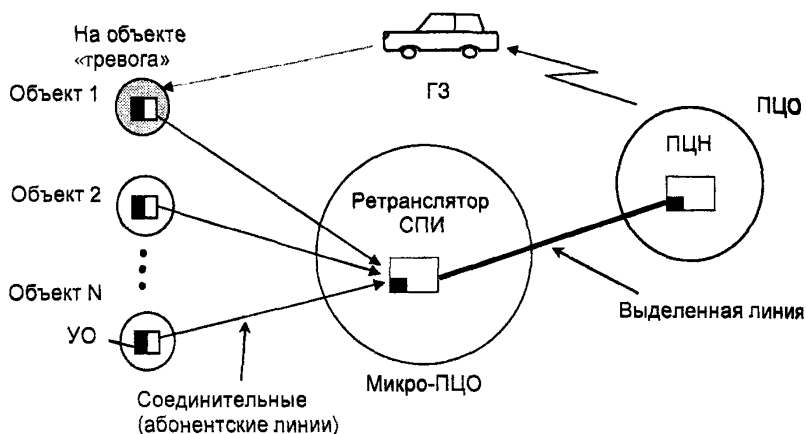 На объекте
«тревога»
Объект 1
ГЗ
ПЦО
ПЦН
Объект 2
Ретранслятор
СПИ
Объект N
УО
Выделенная линия
Микро-ПЦО
Соединительные
(абонентские линии)